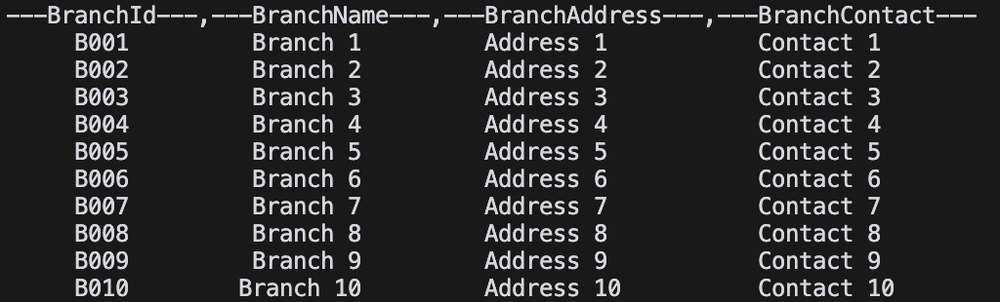 ---BranchId---,---BranchName---,---BranchAddress---,---BranchContact---
     B001         Branch 1         Address 1           Contact 1
     B002         Branch 2         Address 2           Contact 2
     B003         Branch 3         Address 3           Contact 3
     B004         Branch 4         Address 4           Contact 4
     B005         Branch 5         Address 5           Contact 5
     B006         Branch 6         Address 6           Contact 6
     B007         Branch 7         Address 7           Contact 7
     B008         Branch 8         Address 8           Contact 8
     B009         Branch 9         Address 9           Contact 9
     B010        Branch 10         Address 10          Contact 10